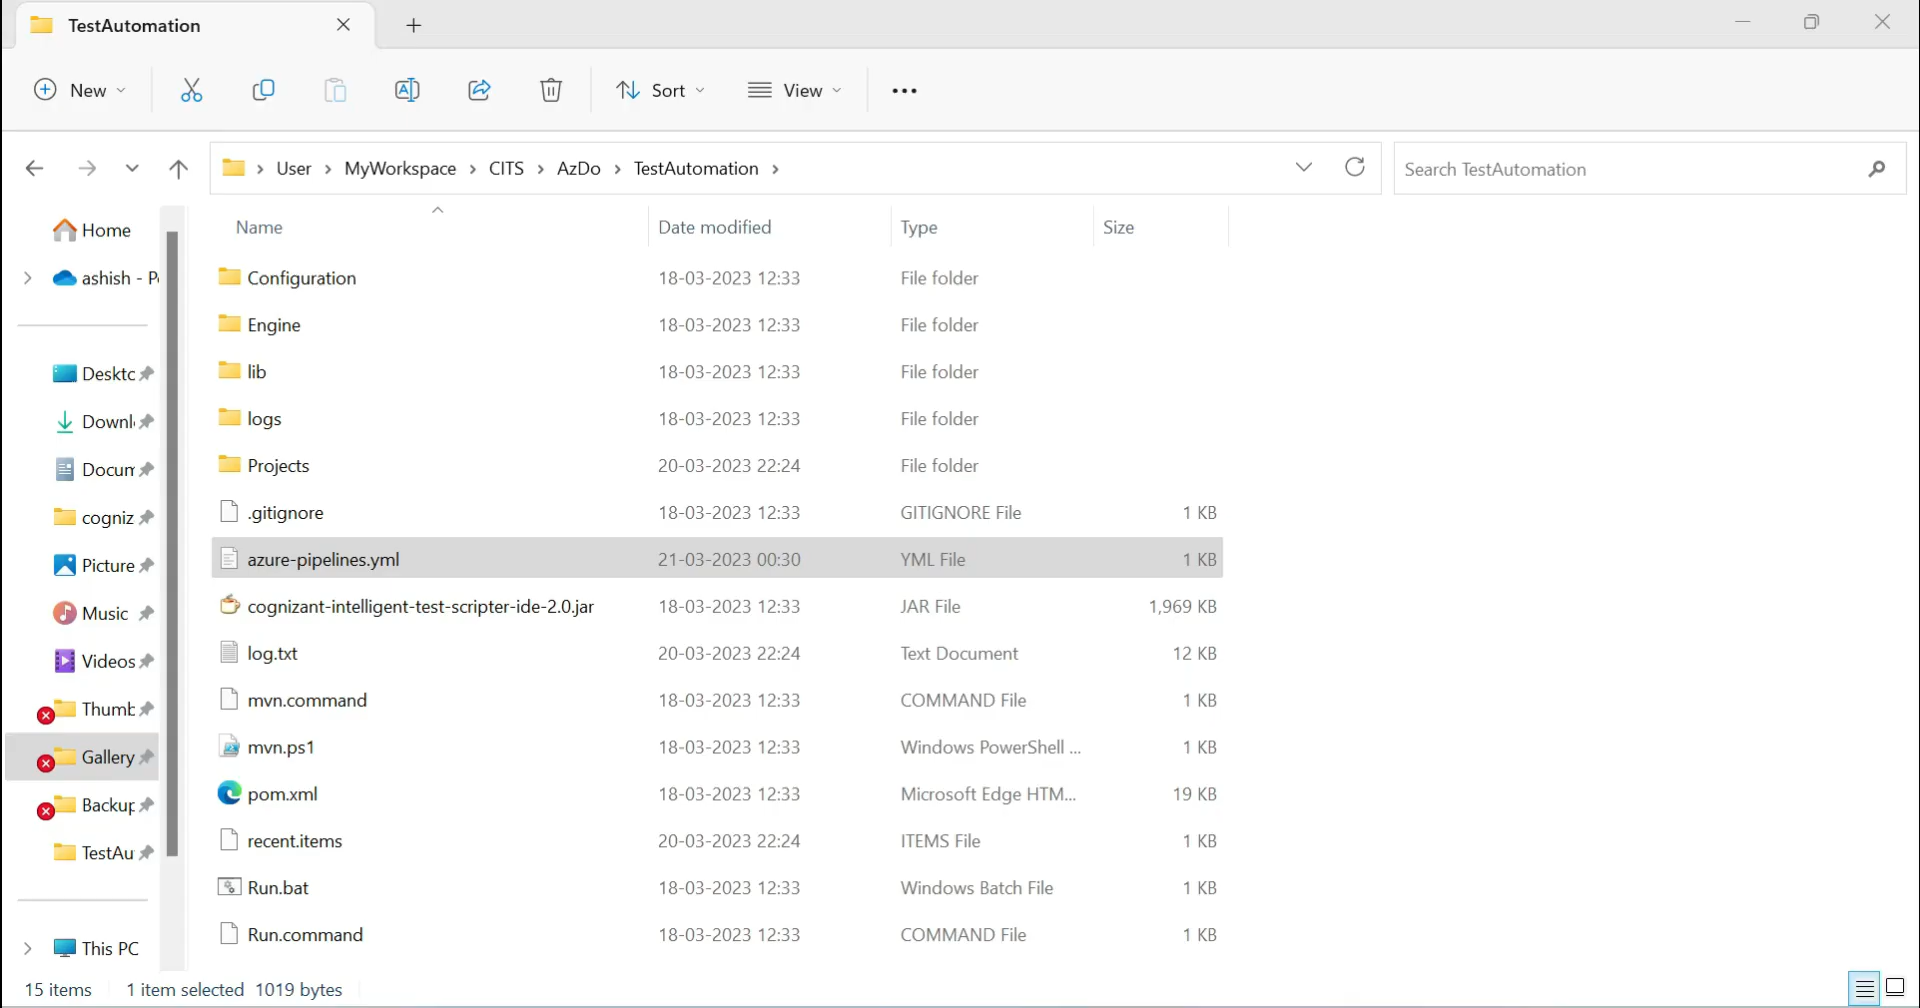 TestAutomation
New
Sort
View
User > MyWorkspace > CITS > AzDo > TestAutomation >
Search TestAutomation
Home
ashish - P
Deskto
Downl
Docum
cogniz
Picture
Music
Videos
Thumb
Gallery
Backup
TestAu
This PC
Name Date modified Type Size
Configuration 18-03-2023 12:33 File folder
Engine 18-03-2023 12:33 File folder
lib 18-03-2023 12:33 File folder
logs 18-03-2023 12:33 File folder
Projects 20-03-2023 22:24 File folder
.gitignore 18-03-2023 12:33 GITIGNORE File 1 KB
azure-pipelines.yml 21-03-2023 00:30 YML File 1 KB
cognizant-intelligent-test-scripter-ide-2.0.jar 18-03-2023 12:33 JAR File 1,969 KB
log.txt 20-03-2023 22:24 Text Document 12 KB
mvn.command 18-03-2023 12:33 COMMAND File 1 KB
mvn.ps1 18-03-2023 12:33 Windows PowerShell ... 1 KB
pom.xml 18-03-2023 12:33 Microsoft Edge HTM... 19 KB
recent.items 20-03-2023 22:24 ITEMS File 1 KB
Run.bat 18-03-2023 12:33 Windows Batch File 1 KB
Run.command 18-03-2023 12:33 COMMAND File 1 KB
15 items 1 item selected 1019 bytes